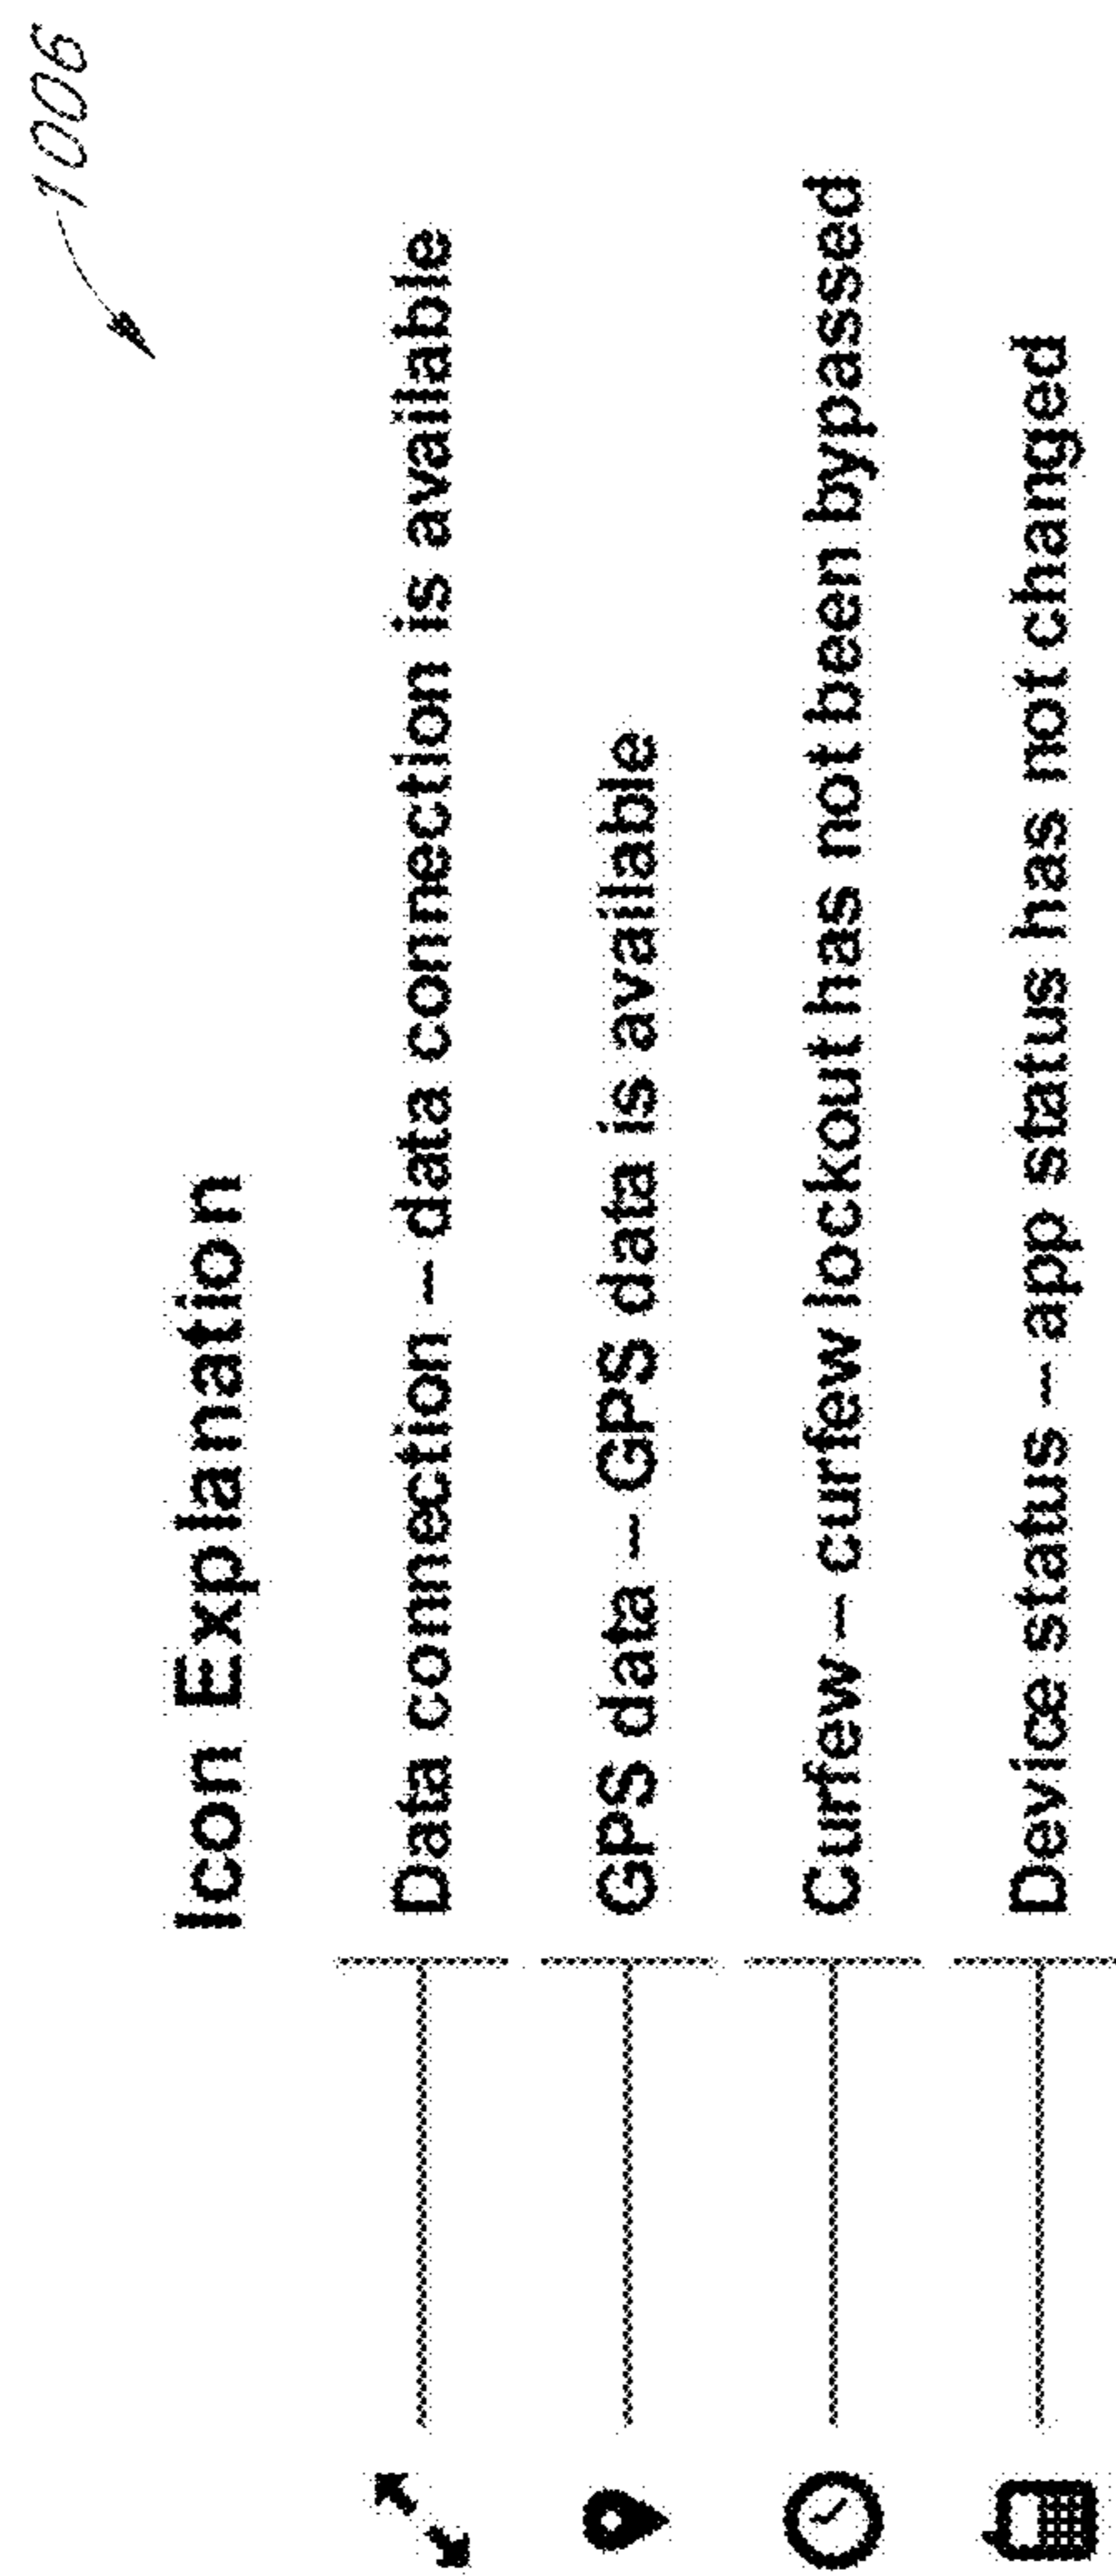 1006
Icon Explanation
Data connection – data connection is available
GPS data – GPS data is available
Curfew – curfew lockout has not been bypassed
Device status – app status has not changed